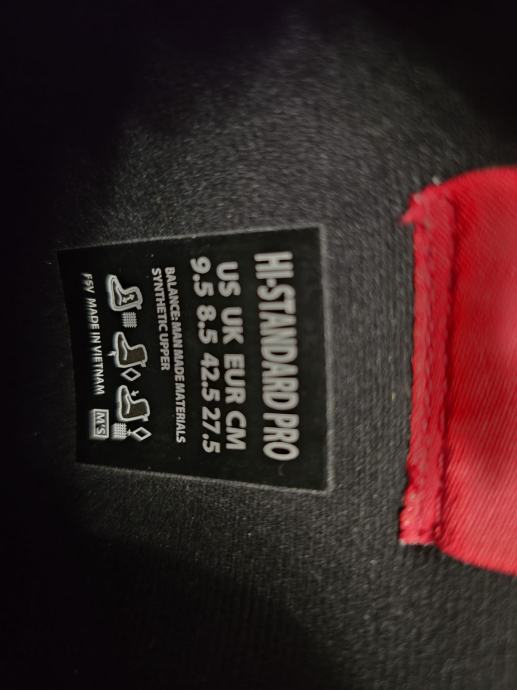 HI-STANDARD PRO
US UK EUR CM
9.5 8.5 42.5 27.5
BALANCE: MAN MADE MATERIALS
SYNTHETIC UPPER
FSV MADE IN VIETNAM M'S